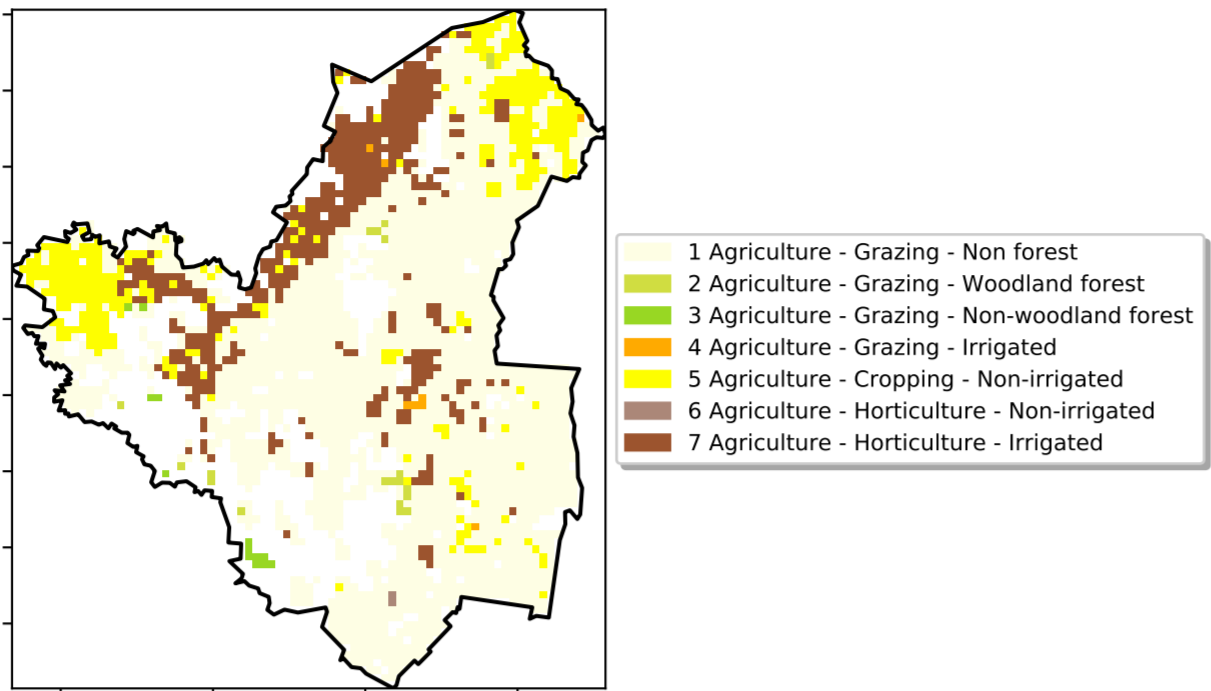 1 Agriculture - Grazing - Non forest
2 Agriculture - Grazing - Woodland forest
3 Agriculture - Grazing - Non-woodland forest
4 Agriculture - Grazing - Irrigated
5 Agriculture - Cropping - Non-irrigated
6 Agriculture - Horticulture - Non-irrigated
7 Agriculture - Horticulture - Irrigated